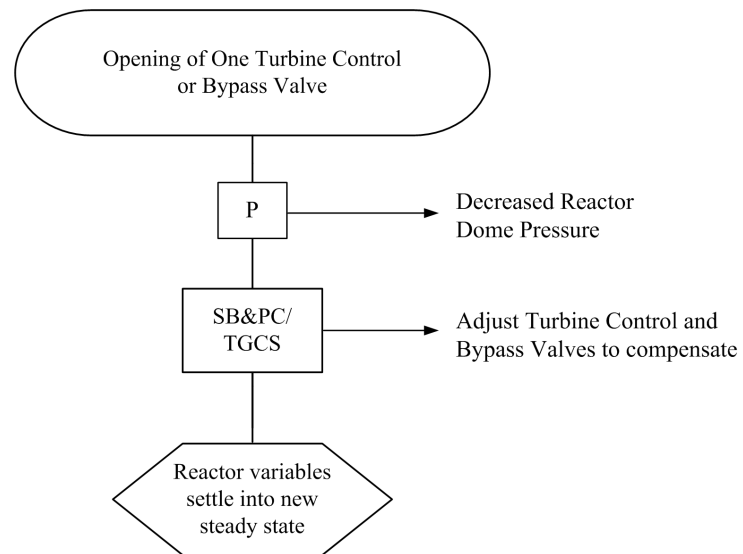 Opening of One Turbine Control
or Bypass Valve
P
Decreased Reactor
Dome Pressure
SB&PC/
TGCS
Adjust Turbine Control and
Bypass Valves to compensate
Reactor variables
settle into new
steady state